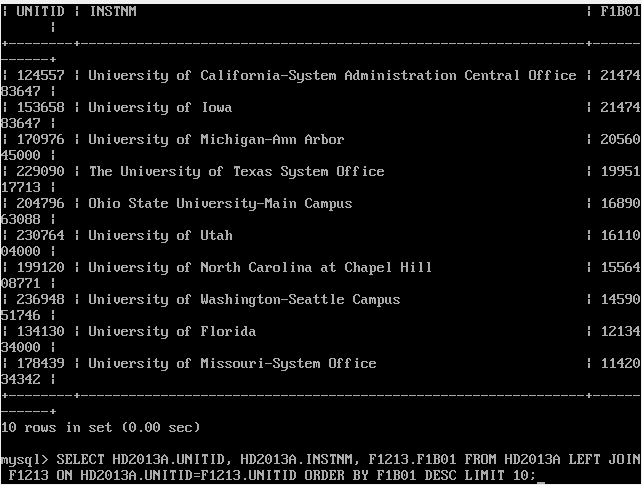 | UNITID | INSTNM | F1B01
|
+--------+--------------------------------------------------------------+------
------+
| 124557 | University of California-System Administration Central Office | 21474
83647 |
| 153658 | University of Iowa | 21474
83647 |
| 170976 | University of Michigan-Ann Arbor | 20560
45000 |
| 229090 | The University of Texas System Office | 19951
17713 |
| 204796 | Ohio State University-Main Campus | 16890
63088 |
| 230764 | University of Utah | 16110
04000 |
| 199120 | University of North Carolina at Chapel Hill | 15564
08771 |
| 236948 | University of Washington-Seattle Campus | 14590
51746 |
| 134130 | University of Florida | 12134
34000 |
| 178439 | University of Missouri-System Office | 11420
34342 |
+--------+--------------------------------------------------------------+------
------+
10 rows in set (0.00 sec)
mysql> SELECT HD2013A.UNITID, HD2013A.INSTNM, F1213.F1B01 FROM HD2013A LEFT JOIN
F1213 ON HD2013A.UNITID=F1213.UNITID ORDER BY F1B01 DESC LIMIT 10;_